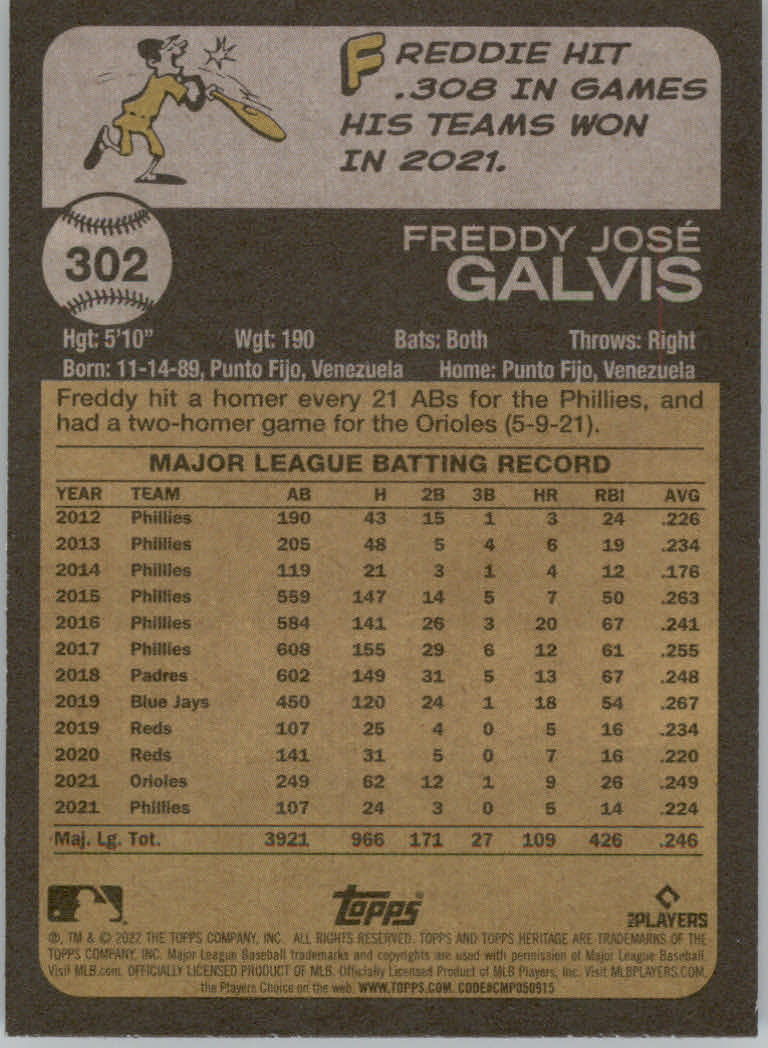 FREDDIE HIT
.308 IN GAMES
HIS TEAMS WON
IN 2021.
302
FREDDY JOSÉ
GALVIS
Hgt: 5'10" Wgt: 190 Bats: Both Throws: Right
Born: 11-14-89, Punto Fijo, Venezuela Home: Punto Fijo, Venezuela
Freddy hit a homer every 21 ABs for the Phillies, and
had a two-homer game for the Orioles (5-9-21).
MAJOR LEAGUE BATTING RECORD
YEAR TEAM AB H 2B 3B HR RBI AVG
2012 Phillies 190 43 15 1 3 24 .226
2013 Phillies 205 48 5 4 6 19 .234
2014 Phillies 119 21 3 1 4 12 .176
2015 Phillies 559 147 14 5 7 50 .263
2016 Phillies 584 141 26 3 20 67 .241
2017 Phillies 608 155 29 6 12 61 .255
2018 Padres 602 149 31 5 13 67 .248
2019 Blue Jays 450 120 24 1 18 54 .267
2019 Reds 107 25 4 0 5 16 .234
2020 Reds 141 31 5 0 7 16 .220
2021 Orioles 249 62 12 1 9 26 .249
2021 Phillies 107 24 3 0 5 14 .224
Maj. Lg. Tot. 3921 966 171 27 109 426 .246
topps®
PLAYERS
®, TM & © 2022 THE TOPPS COMPANY, INC. ALL RIGHTS RESERVED. TOPPS AND TOPPS HERITAGE ARE TRADEMARKS OF THE
TOPPS COMPANY, INC. Major League Baseball trademarks and copyrights are used with permission of Major League Baseball.
Visit MLB.com. OFFICIALLY LICENSED PRODUCT OF MLB. Officially Licensed Product of MLB Players, Inc. Visit MLBPLAYERS.COM,
the Players Choice on the web. WWW.TOPPS.COM. CODE#CMP050915